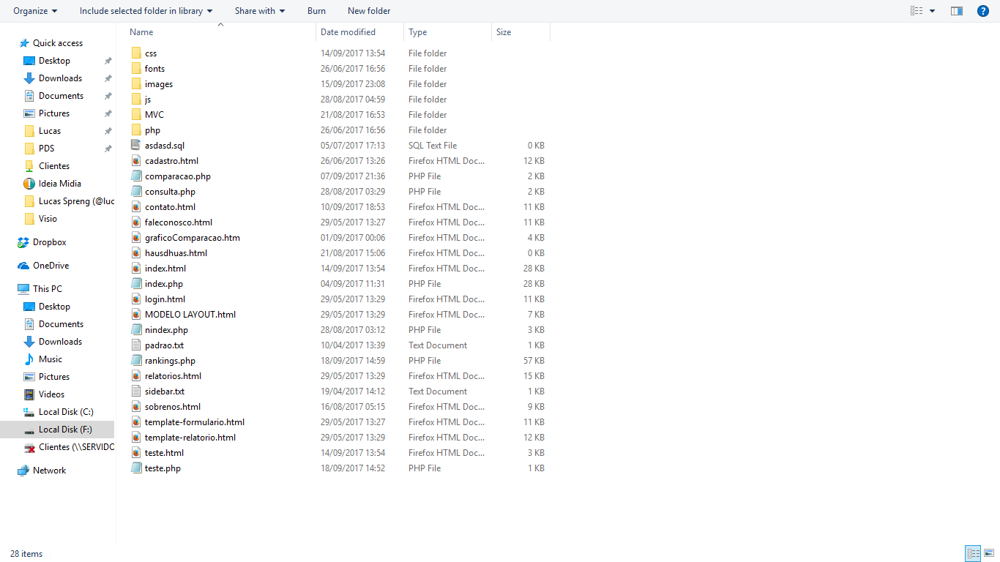 Organize Include selected folder in library Share with Burn New folder
Name Date modified Type Size
Quick access
Desktop
Downloads
Documents
Pictures
Lucas
PDS
Clientes
Ideia Midia
Lucas Spreng (@luc
Visio
Dropbox
OneDrive
This PC
Desktop
Documents
Downloads
Music
Pictures
Videos
Local Disk (C:)
Local Disk (F:)
Clientes (\\SERVIDO
Network
css 14/09/2017 13:54 File folder
fonts 26/06/2017 16:56 File folder
images 15/09/2017 23:08 File folder
js 28/08/2017 04:59 File folder
MVC 21/08/2017 16:53 File folder
php 26/06/2017 16:56 File folder
asdasd.sql 05/07/2017 17:13 SQL Text File 0 KB
cadastro.html 26/06/2017 13:26 Firefox HTML Doc... 12 KB
comparacao.php 07/09/2017 21:36 PHP File 2 KB
consulta.php 28/08/2017 03:29 PHP File 2 KB
contato.html 10/09/2017 18:53 Firefox HTML Doc... 11 KB
faleconosco.html 29/05/2017 13:27 Firefox HTML Doc... 11 KB
graficoComparacao.htm 01/09/2017 00:06 Firefox HTML Doc... 4 KB
hausdhuas.html 21/08/2017 15:06 Firefox HTML Doc... 0 KB
index.html 14/09/2017 13:54 Firefox HTML Doc... 28 KB
index.php 04/09/2017 11:31 PHP File 28 KB
login.html 29/05/2017 13:29 Firefox HTML Doc... 11 KB
MODELO LAYOUT.html 29/05/2017 13:29 Firefox HTML Doc... 7 KB
nindex.php 28/08/2017 03:12 PHP File 3 KB
padrao.txt 10/04/2017 13:39 Text Document 1 KB
rankings.php 18/09/2017 14:59 PHP File 57 KB
relatorios.html 29/05/2017 13:29 Firefox HTML Doc... 15 KB
sidebar.txt 19/04/2017 14:12 Text Document 1 KB
sobrenos.html 16/08/2017 05:15 Firefox HTML Doc... 9 KB
template-formulario.html 29/05/2017 13:27 Firefox HTML Doc... 11 KB
template-relatorio.html 29/05/2017 13:29 Firefox HTML Doc... 12 KB
teste.html 14/09/2017 13:54 Firefox HTML Doc... 3 KB
teste.php 18/09/2017 14:52 PHP File 1 KB
28 items